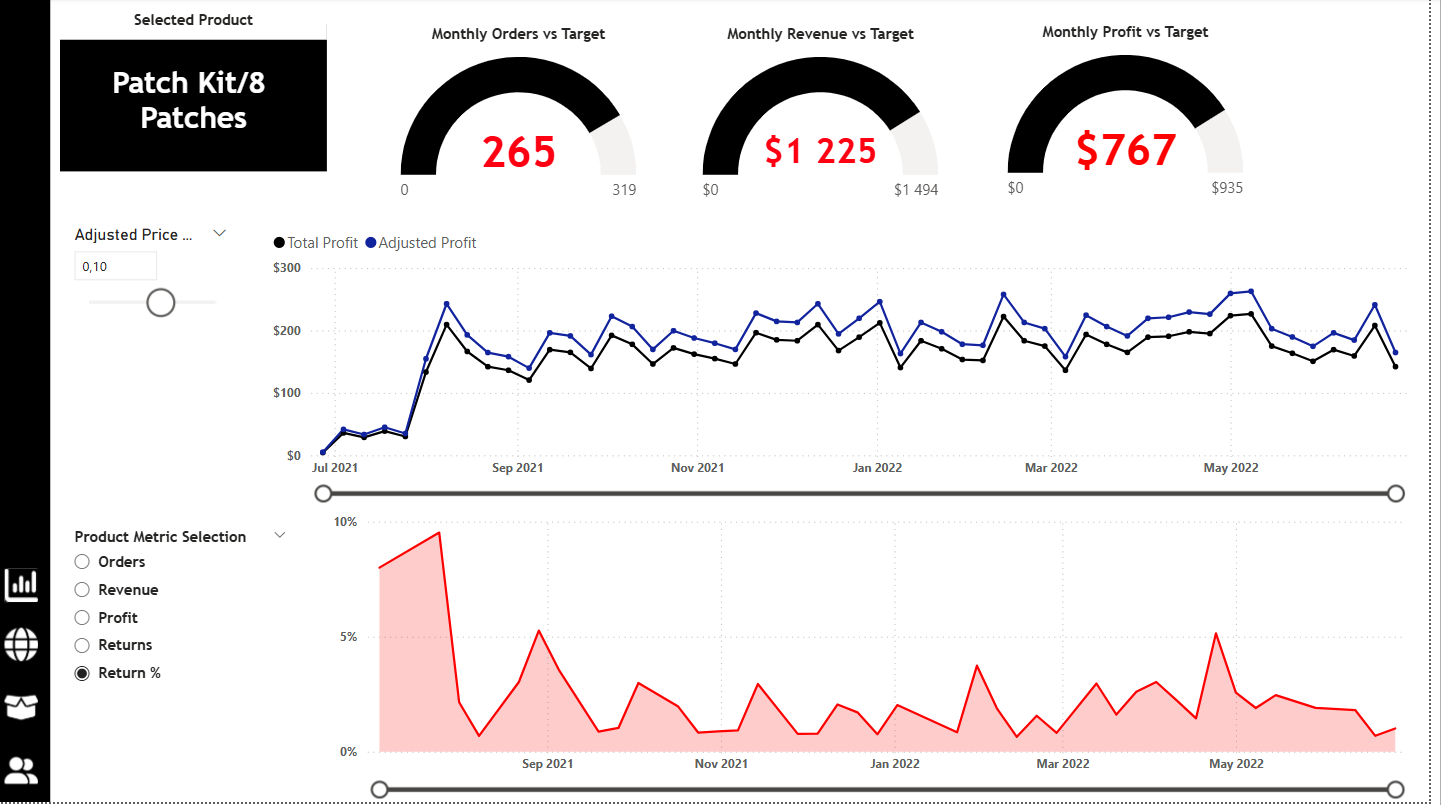 Selected Product
Patch Kit/8
Patches
Monthly Orders vs Target
265
0
319
Monthly Revenue vs Target
$1 225
$0
$1 494
Monthly Profit vs Target
$767
$0
$935
Adjusted Price ...
0,10
Total Profit Adjusted Profit
$300
$200
$100
$0
Jul 2021 Sep 2021 Nov 2021 Jan 2022 Mar 2022 May 2022
Product Metric Selection
Orders
Revenue
Profit
Returns
Return %
10%
5%
0%
Sep 2021 Nov 2021 Jan 2022 Mar 2022 May 2022